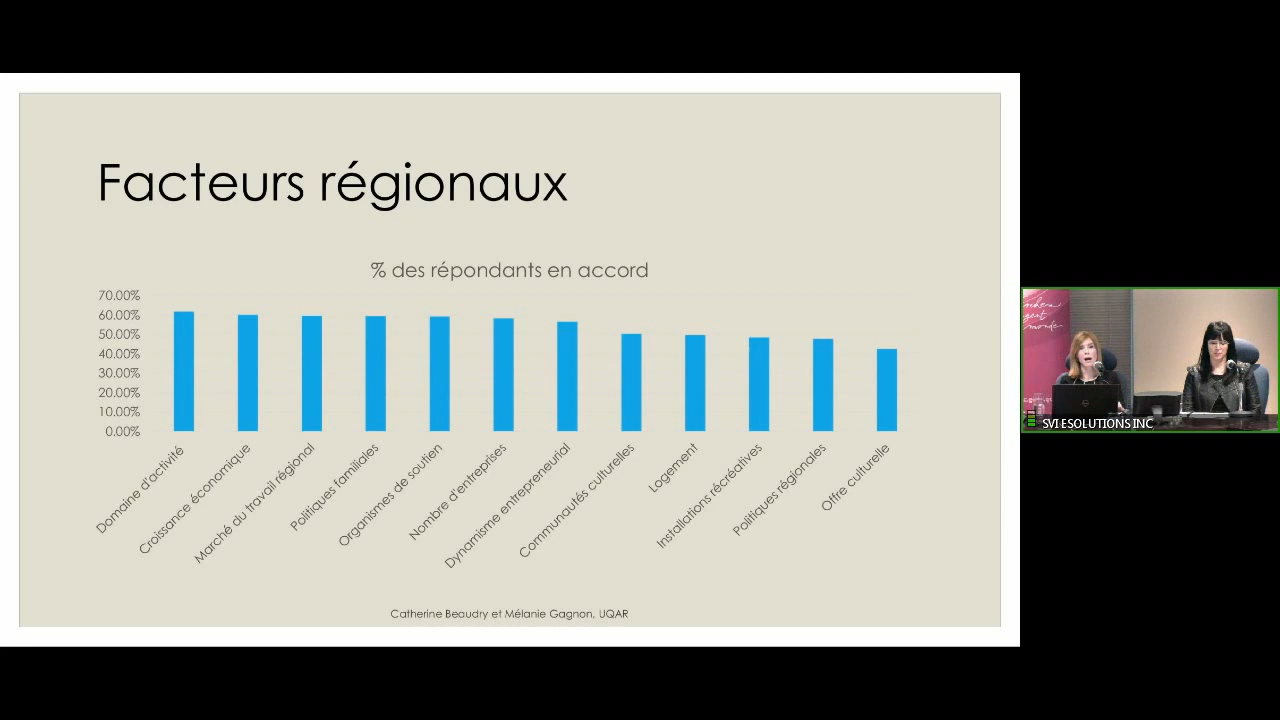 Facteurs régionaux
% des répondants en accord
70.00%
60.00%
50.00%
40.00%
30.00%
20.00%
10.00%
0.00%
Domaine d'activité
Croissance économique
Marché du travail régional
Politiques familiales
Organismes de soutien
Nombre d'entreprises
Dynamisme entrepreneurial
Communautés culturelles
Logement
Installations récréatives
Politiques régionales
Offre culturelle
Catherine Beaudry et Mélanie Gagnon, UQAR
monde
SVI ESOLUTIONS INC